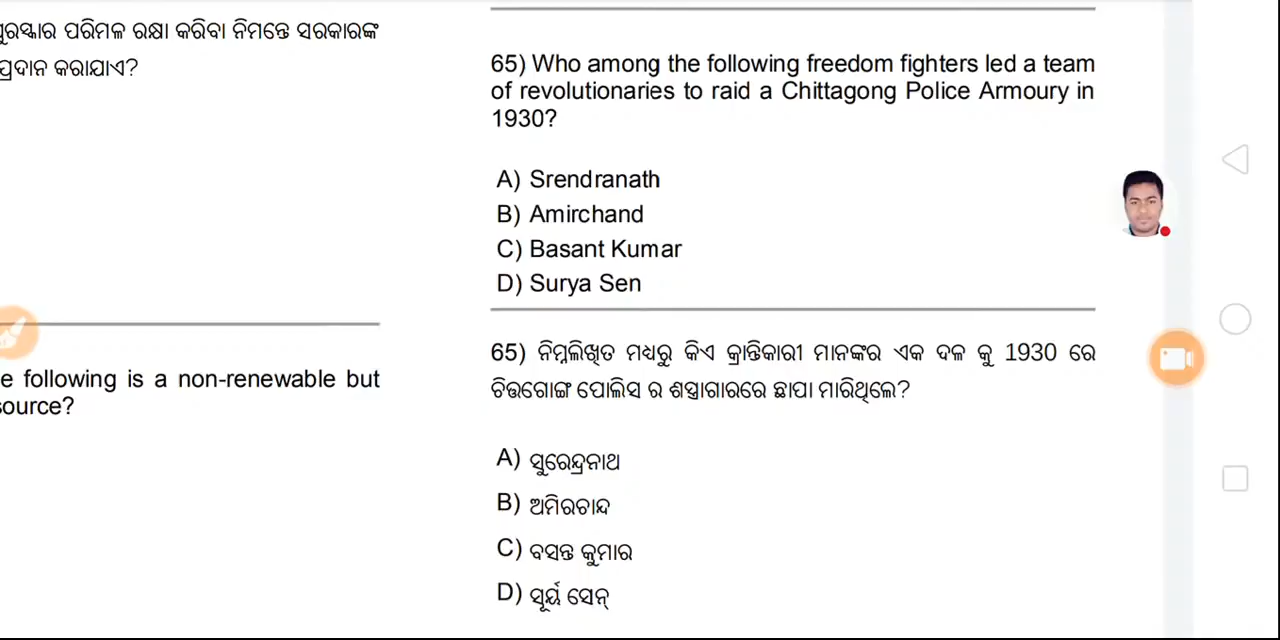 ପୁରସ୍କାର ପରିମଳ ରକ୍ଷା କରିବା ନିମନ୍ତେ ସରକାରଙ୍କ
ପ୍ରଦାନ କରାଯାଏ?
e following is a non-renewable but
source?
65) Who among the following freedom fighters led a team
of revolutionaries to raid a Chittagong Police Armoury in
1930?
A) Srendranath
B) Amirchand
C) Basant Kumar
D) Surya Sen
65) ନିମ୍ନଲିଖିତ ମଧ୍ୟରୁ କିଏ କ୍ରାନ୍ତିକାରୀ ମାନଙ୍କର ଏକ ଦଳ କୁ 1930 ରେ
ଚିତ୍ତଗୋଙ୍ଗ ପୋଲିସ ର ଶସ୍ତ୍ରାଗାରରେ ଛାପା ମାରିଥିଲେ?
A) ସୁରେନ୍ଦ୍ରନାଥ
B) ଅମିରଚାନ୍ଦ
C) ବସନ୍ତ କୁମାର
D) ସୂର୍ଯ୍ୟ ସେନ୍